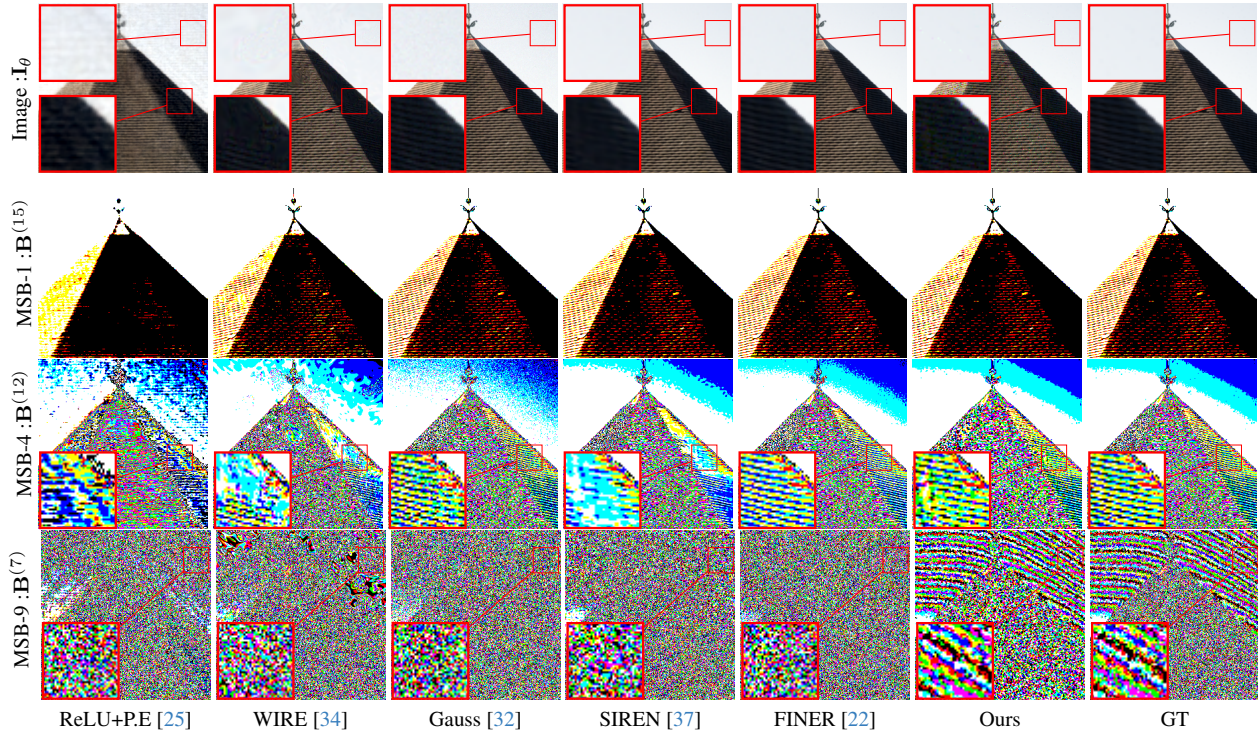 Image :I_θ
MSB-1 :B^(15)
MSB-4 :B^(12)
MSB-9 :B^(7)
ReLU+P.E [25] WIRE [34] Gauss [32] SIREN [37] FINER [22] Ours GT